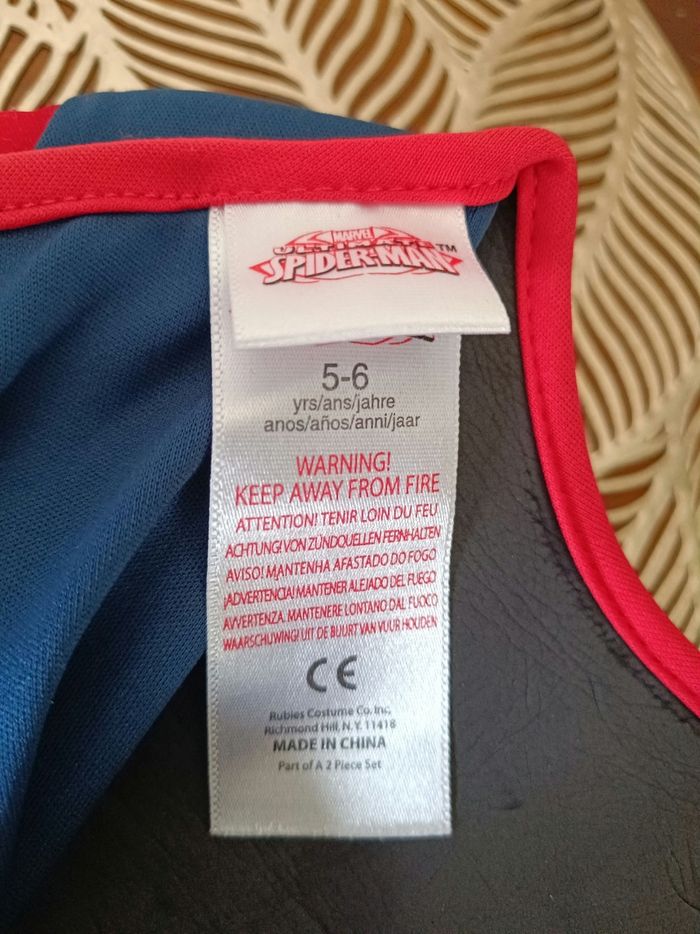 MARVEL
ULTIMATE
SPIDER-MAN™
5-6
yrs/ans/jahre
anos/años/anni/jaar
WARNING!
KEEP AWAY FROM FIRE
ATTENTION! TENIR LOIN DU FEU
ACHTUNG! VON ZÜNDQUELLEN FERNHALTEN
AVISO! MANTENHA AFASTADO DO FOGO
¡ADVERTENCIA! MANTENER ALEJADO DEL FUEGO
AVVERTENZA. MANTENERE LONTANO DAL FUOCO
WAARSCHUWING! UIT DE BUURT VAN VUUR HOUDEN
CE
Rubies Costume Co. Inc.
Richmond Hill, N.Y. 11418
MADE IN CHINA
Part of A 2 Piece Set